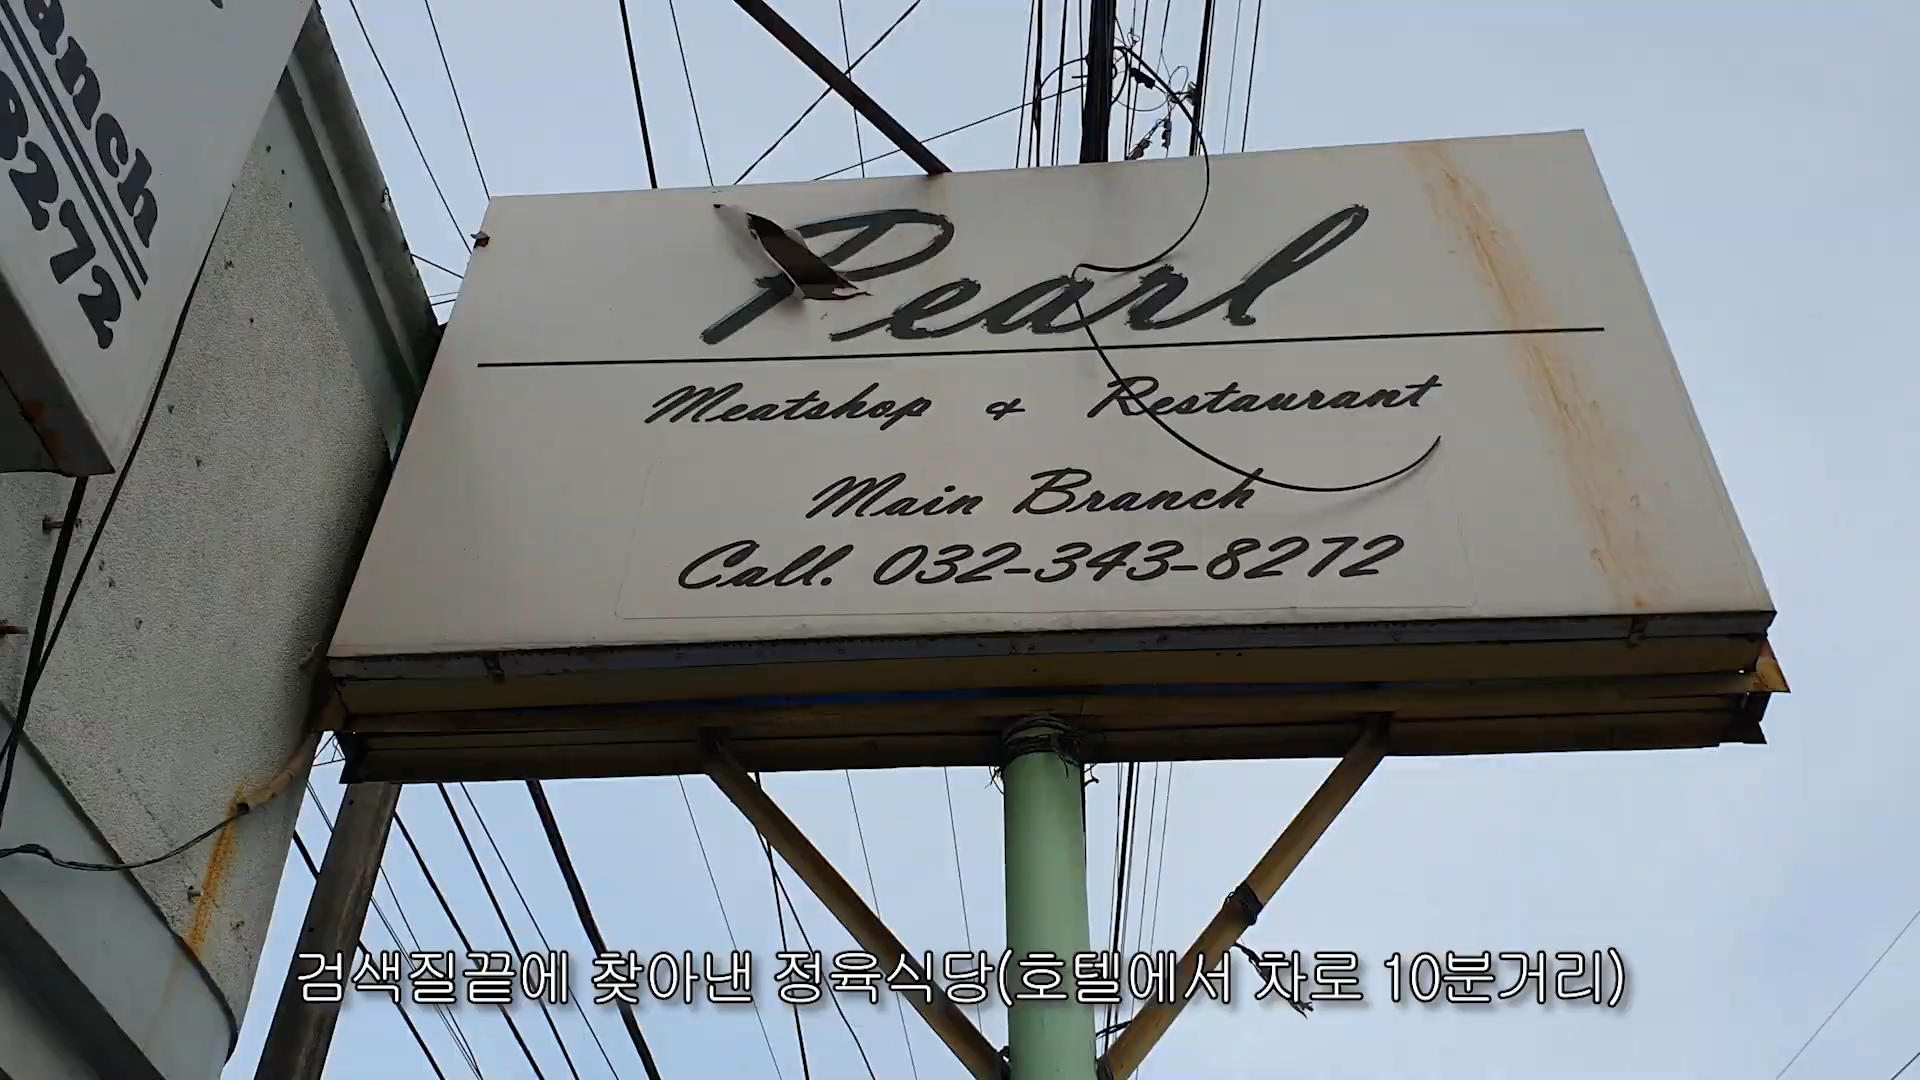 anch
8272
Pearl
Meatshop & Restaurant
Main Branch
Call. 032-343-8272
검색질끝에 찾아낸 정육식당(호텔에서 차로 10분거리)